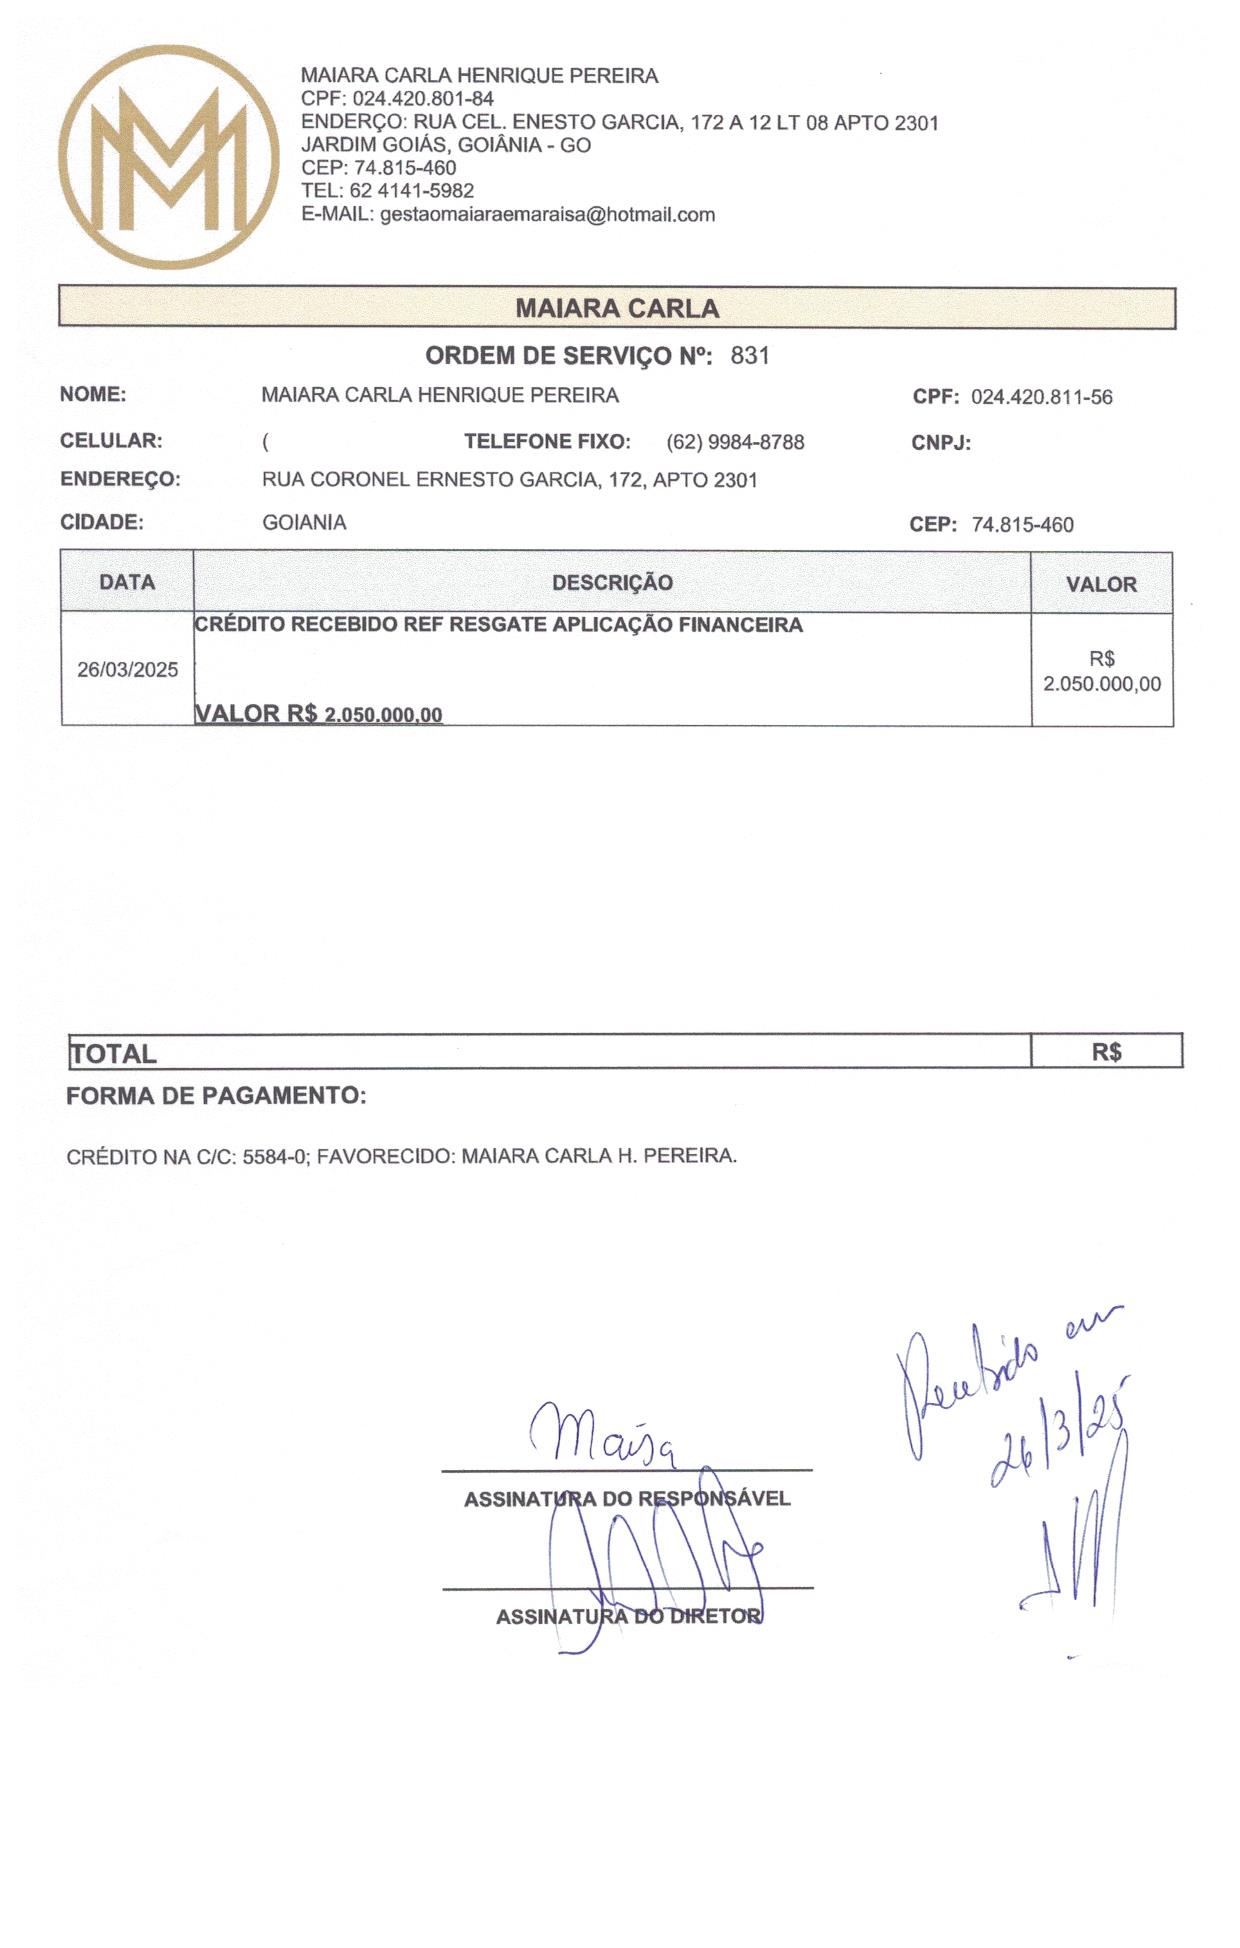 MAIARA CARLA HENRIQUE PEREIRA
CPF: 024.420.801-84
ENDERÇO: RUA CEL. ENESTO GARCIA, 172 A 12 LT 08 APTO 2301
JARDIM GOIÁS, GOIÂNIA - GO
CEP: 74.815-460
TEL: 62 4141-5982
E-MAIL: gestaomaiaraemaraisa@hotmail.com
MAIARA CARLA
ORDEM DE SERVIÇO Nº: 831
NOME: MAIARA CARLA HENRIQUE PEREIRA CPF: 024.420.811-56
CELULAR: ( TELEFONE FIXO: (62) 9984-8788 CNPJ:
ENDEREÇO: RUA CORONEL ERNESTO GARCIA, 172, APTO 2301
CIDADE: GOIANIA CEP: 74.815-460
DATA DESCRIÇÃO VALOR
CRÉDITO RECEBIDO REF RESGATE APLICAÇÃO FINANCEIRA
26/03/2025 R$ 2.050.000,00
VALOR R$ 2.050.000,00
TOTAL R$
FORMA DE PAGAMENTO:
CRÉDITO NA C/C: 5584-0; FAVORECIDO: MAIARA CARLA H. PEREIRA.
Recebido em
26/3/25
Maisa
ASSINATURA DO RESPONSÁVEL
ASSINATURA DO DIRETOR